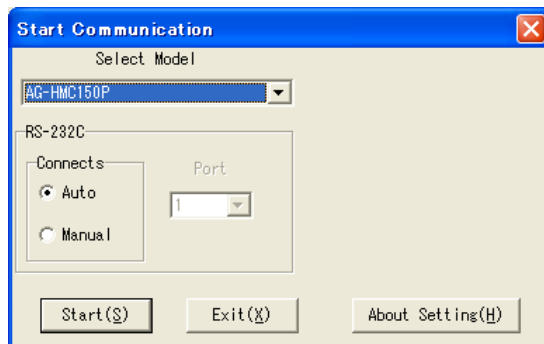 Start Communication
Select Model
AG-HMC150P
RS-232C
Connects
Port
Auto
1
Manual
Start(S)
Exit(X)
About Setting(H)